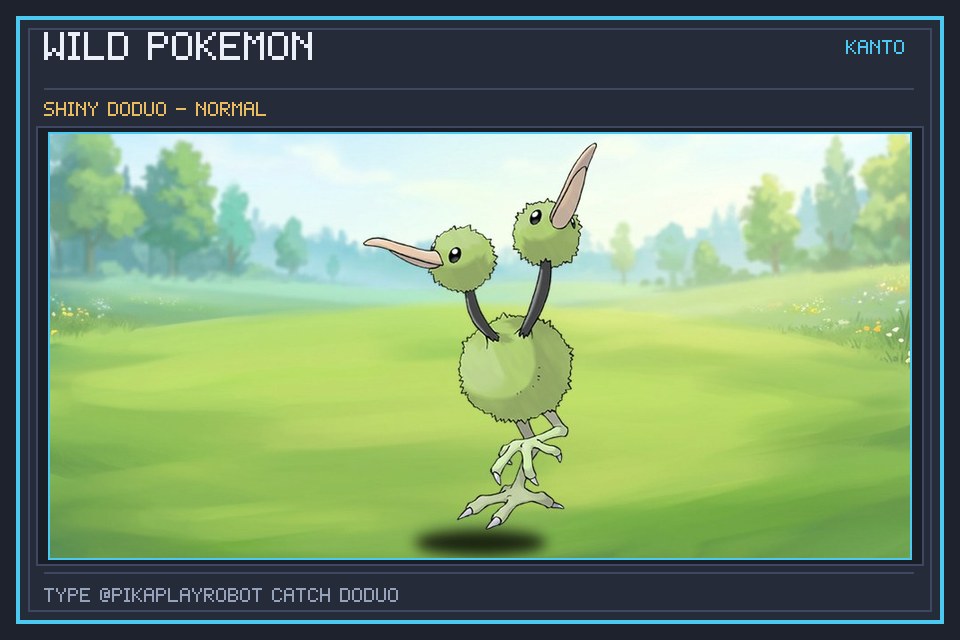 WILD POKEMON
KANTO
SHINY DODUO - NORMAL
TYPE @PIKAPLAYROBOT CATCH DODUO